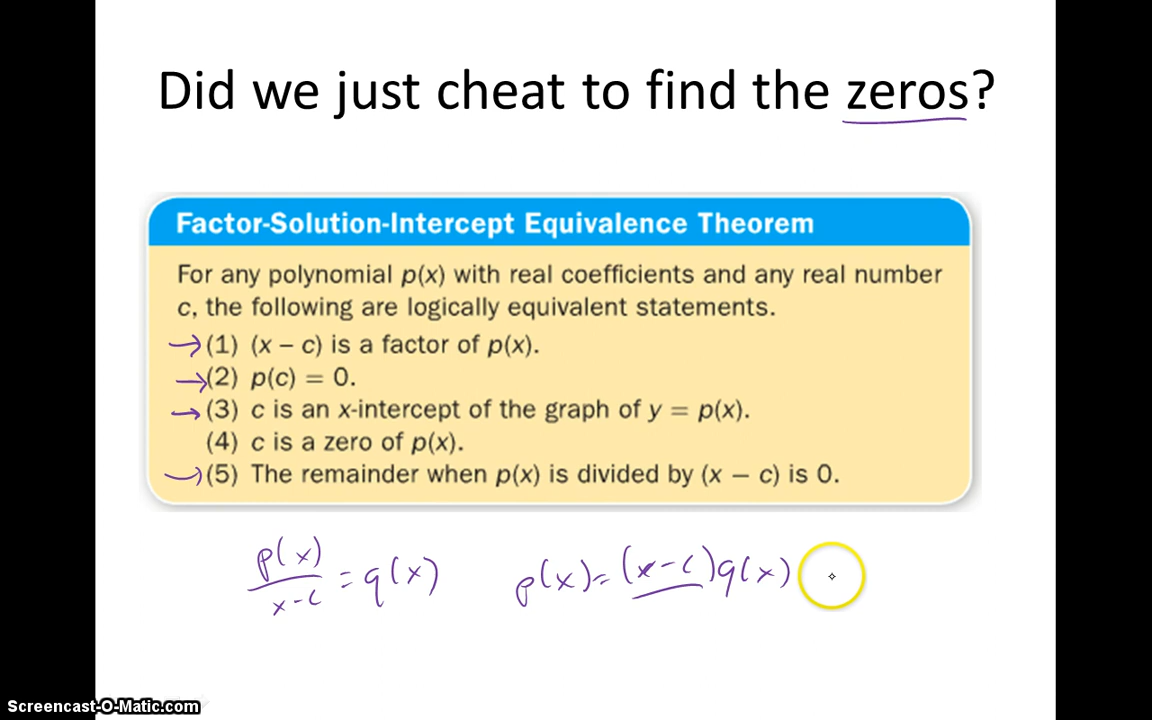 Did we just cheat to find the zeros?
Factor-Solution-Intercept Equivalence Theorem
For any polynomial p(x) with real coefficients and any real number
c, the following are logically equivalent statements.
(1) (x – c) is a factor of p(x).
(2) p(c) = 0.
(3) c is an x-intercept of the graph of y = p(x).
(4) c is a zero of p(x).
(5) The remainder when p(x) is divided by (x – c) is 0.
p(x)/x-c = q(x) p(x) = (x-c)q(x)
Screencast-O-Matic.com